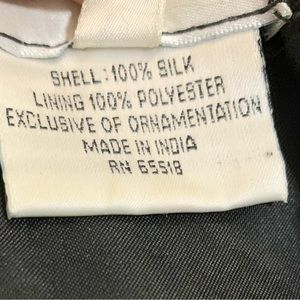 SHELL: 100% SILK
LINING 100% POLYESTER
EXCLUSIVE OF ORNAMENTATION
MADE IN INDIA
RN 65518